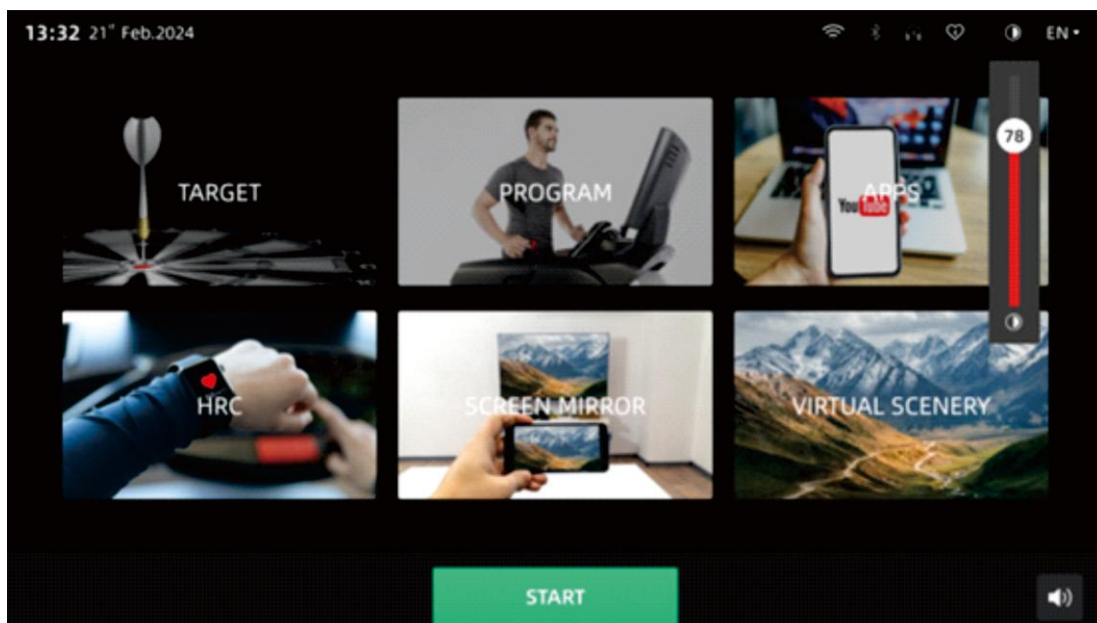 13:32 21st Feb.2024
EN
78
TARGET
PROGRAM
APPS
YouTube
HRC
SCREEN MIRROR
VIRTUAL SCENERY
START